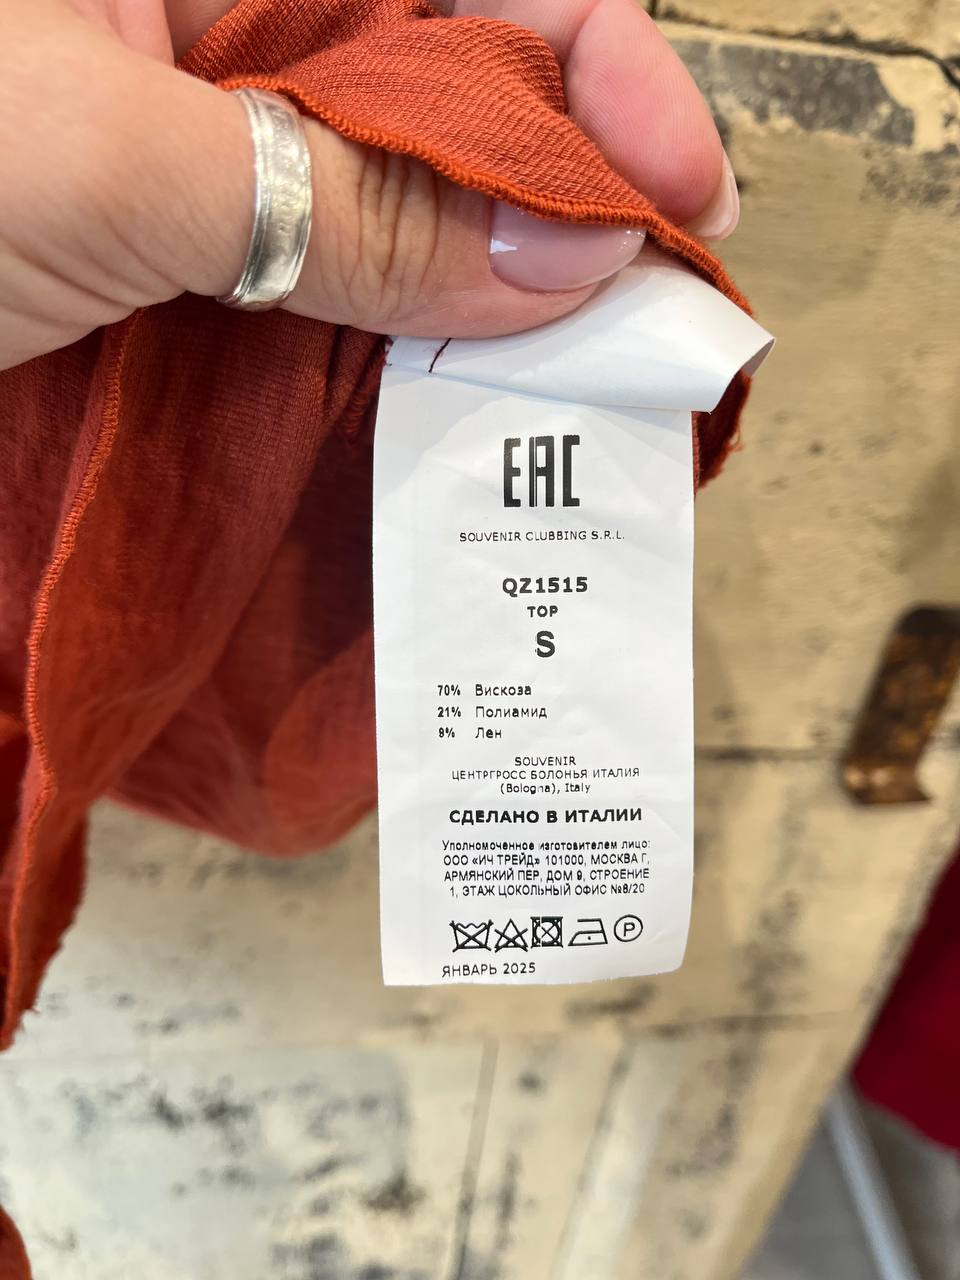 EAC
SOUVENIR CLUBBING S.R.L.
QZ1515
TOP
S
70% Вискоза
21% Полиамид
9% Лен
SOUVENIR
ЦЕНТРГРОСС БОЛОНЬЯ ИТАЛИЯ
(Bologna), Italy
СДЕЛАНО В ИТАЛИИ
Уполномоченное изготовителем лицо:
ООО «ИЧ ТРЕЙД» 101000, МОСКВА Г,
АРМЯНСКИЙ ПЕР, ДОМ 9, СТРОЕНИЕ
1, ЭТАЖ ЦОКОЛЬНЫЙ ОФИС №8/20
P
ЯНВАРЬ 2025